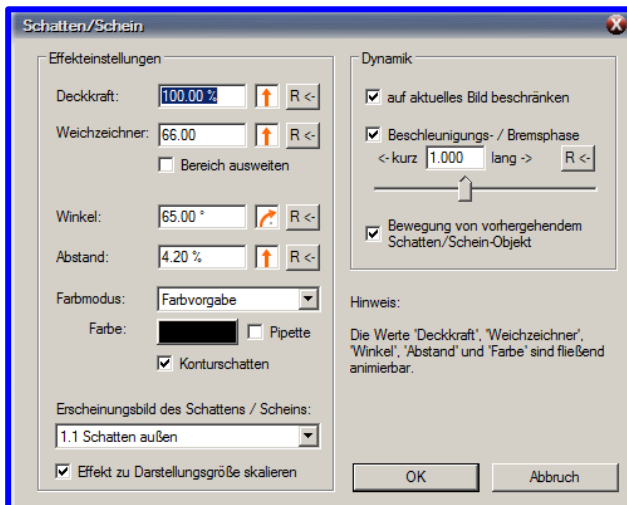 Schatten/Schein
Effekteinstellungen
Deckkraft: 100.00 % R <-
Weichzeichner: 66.00 R <-
Bereich ausweiten
Winkel: 65.00 ° R <-
Abstand: 4.20 % R <-
Farbmodus: Farbvorgabe
Farbe: Pipette
Konturschatten
Erscheinungsbild des Schattens / Scheins:
1.1 Schatten außen
Effekt zu Darstellungsgröße skalieren
Dynamik
auf aktuelles Bild beschränken
Beschleunigungs- / Bremsphase
<- kurz 1.000 lang -> R <-
Bewegung von vorhergehendem
Schatten/Schein-Objekt
Hinweis:
Die Werte 'Deckkraft', 'Weichzeichner',
'Winkel', 'Abstand' und 'Farbe' sind fließend
animierbar.
OK Abbruch